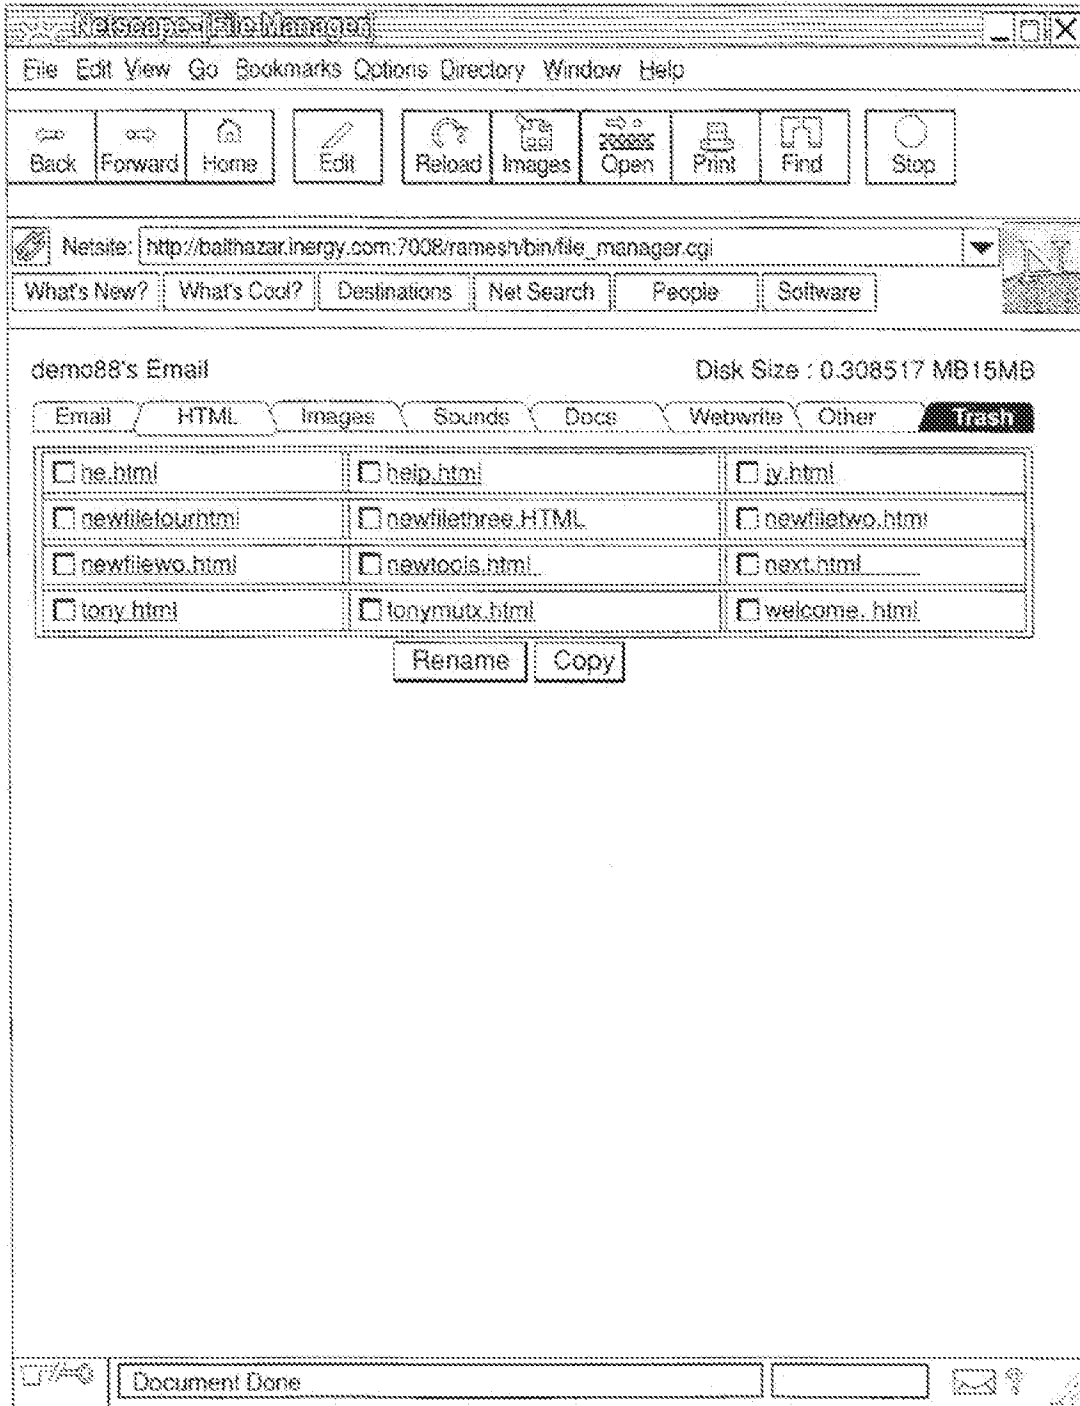 Netscape-[File Manager]
File Edit View Go Bookmarks Options Directory Window Help
Back Forward Home Edit Reload Images Open Print Find Stop
Netsite: http://balthazar.inergy.com:7008/ramesh/bin/file_manager.cgi
What's New? What's Cool? Destinations Net Search People Software
demo88's Email Disk Size : 0.308517 MB15MB
Email HTML Images Sounds Docs Webwrite Other Trash
he.html help.html jy.html
newfilefourhtml newfilethree.HTML newfiletwo.html
newfilewo.html newtools.html next.html
tony.html tonymutx.html welcome. html
Rename Copy
Document Done